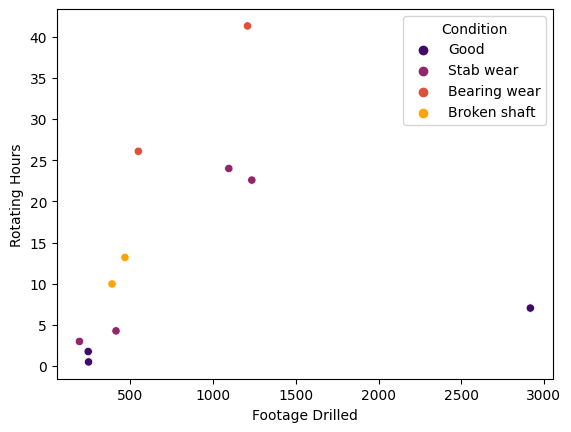 Condition
Good
Stab wear
Bearing wear
Broken shaft
40
35
30
25
20
15
10
5
0
Rotating Hours
500
1000
1500
2000
2500
3000
Footage Drilled